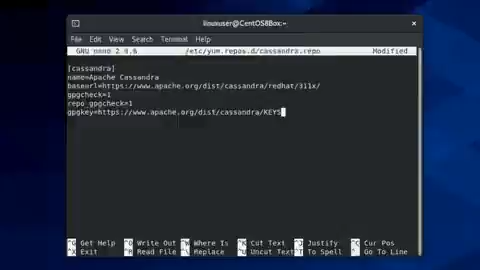 linuxuser@CentOS8Box:~
File Edit View Search Terminal Help
GNU nano 2.9.8 /etc/yum.repos.d/cassandra.repo Modified
[cassandra]
name=Apache Cassandra
baseurl=https://www.apache.org/dist/cassandra/redhat/311x/
gpgcheck=1
repo_gpgcheck=1
gpgkey=https://www.apache.org/dist/cassandra/KEYS
^G Get Help ^O Write Out ^W Where Is ^K Cut Text ^J Justify ^C Cur Pos
^X Exit ^R Read File ^\ Replace ^U Uncut Text ^T To Spell ^_ Go To Line